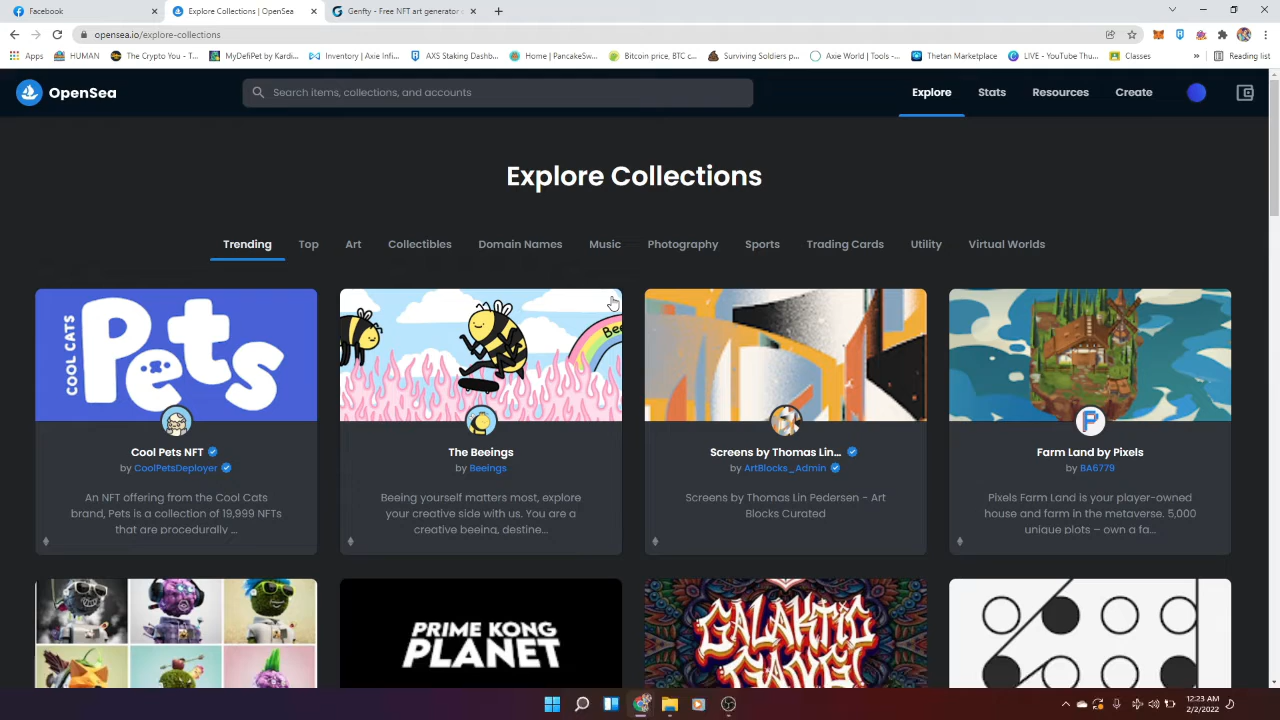 Facebook
Explore Collections | OpenSea
Genfty - Free NFT art generator c
opensea.io/explore-collections
Apps
HUMAN
The Crypto You - T...
MyDefiPet by Kardi...
Inventory | Axie Infi...
AXS Staking Dashb...
Home | PancakeSw...
Bitcoin price, BTC c...
Surviving Soldiers p...
Axie World | Tools -...
Thetan Marketplace
LIVE - YouTube Thu...
Classes
»
Reading list
OpenSea
Search items, collections, and accounts
Explore
Stats
Resources
Create
Explore Collections
Trending
Top
Art
Collectibles
Domain Names
Music
Photography
Sports
Trading Cards
Utility
Virtual Worlds
COOL CATS
Pets
Bee
Cool Pets NFT
by CoolPetsDeployer
An NFT offering from the Cool Cats
brand, Pets is a collection of 19,999 NFTs
that are procedurally ...
The Beeings
by Beeings
Beeing yourself matters most, explore
your creative side with us. You are a
creative beeing, destine...
Screens by Thomas Lin...
by ArtBlocks_Admin
Screens by Thomas Lin Pedersen - Art
Blocks Curated
P
Farm Land by Pixels
by BA6779
Pixels Farm Land is your player-owned
house and farm in the metaverse. 5,000
unique plots – own a fa...
PRIME KONG
PLANET
GALAKTIC
GANG!
12:23 AM
2/2/2022